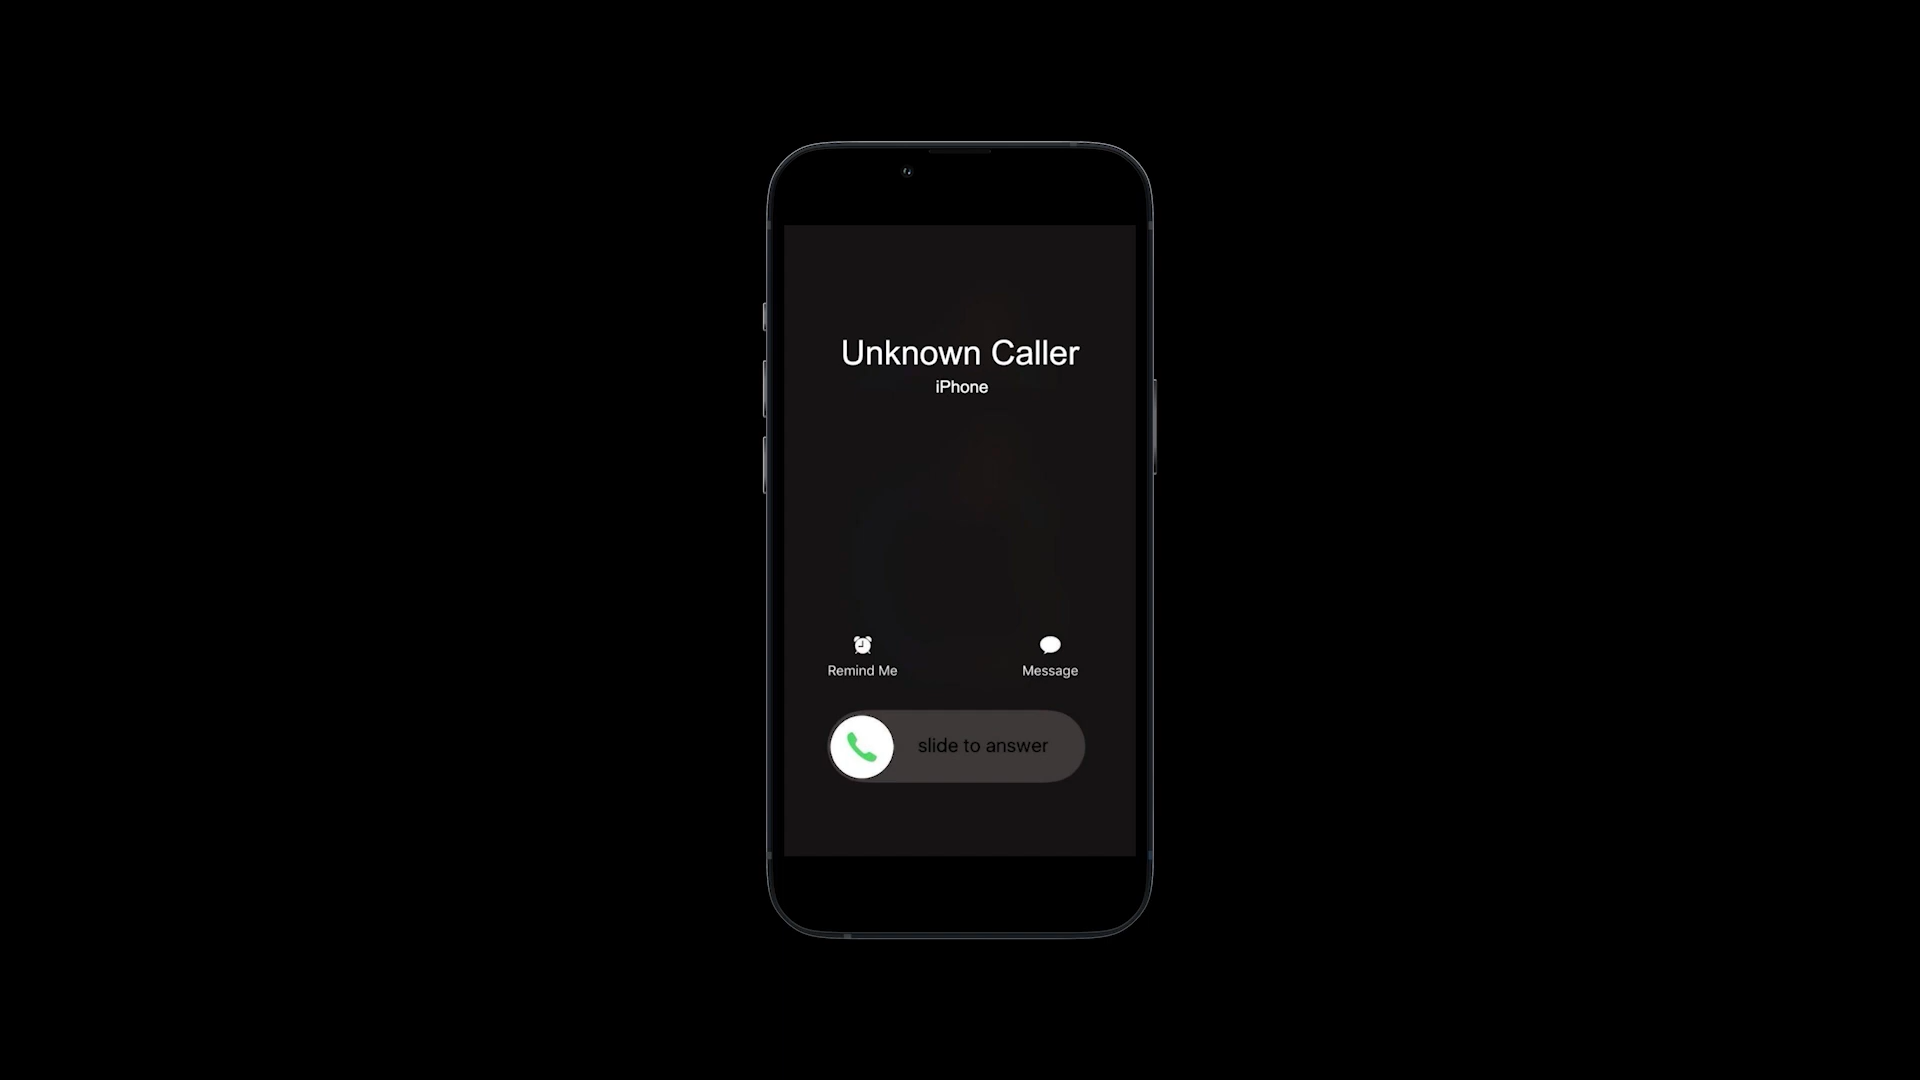 Unknown Caller
iPhone
Remind Me
Message
slide to answer